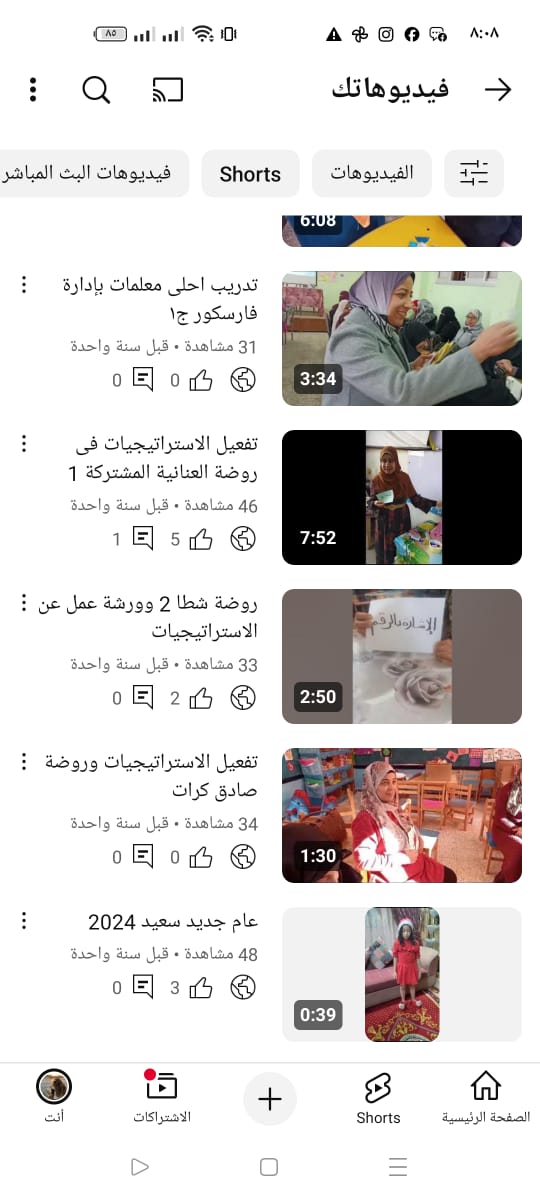 ٨:٠٨
٨٥
فيديوهاتك
الفيديوهات
Shorts
فيديوهات البث المباشر
6:08
تدريب احلى معلمات بإدارة
فارسكور ج١
31 مشاهدة • قبل سنة واحدة
0
0
3:34
تفعيل الاستراتيجيات فى
روضة العنانية المشتركة 1
46 مشاهدة • قبل سنة واحدة
5
1
7:52
روضة شطا 2 وورشة عمل عن
الاستراتيجيات
33 مشاهدة • قبل سنة واحدة
2
0
الإشارة بالرقم
2:50
تفعيل الاستراتيجيات وروضة
صادق كرات
34 مشاهدة • قبل سنة واحدة
0
0
1:30
عام جديد سعيد 2024
48 مشاهدة • قبل سنة واحدة
3
0
0:39
الصفحة الرئيسية
Shorts
الاشتراكات
أنت